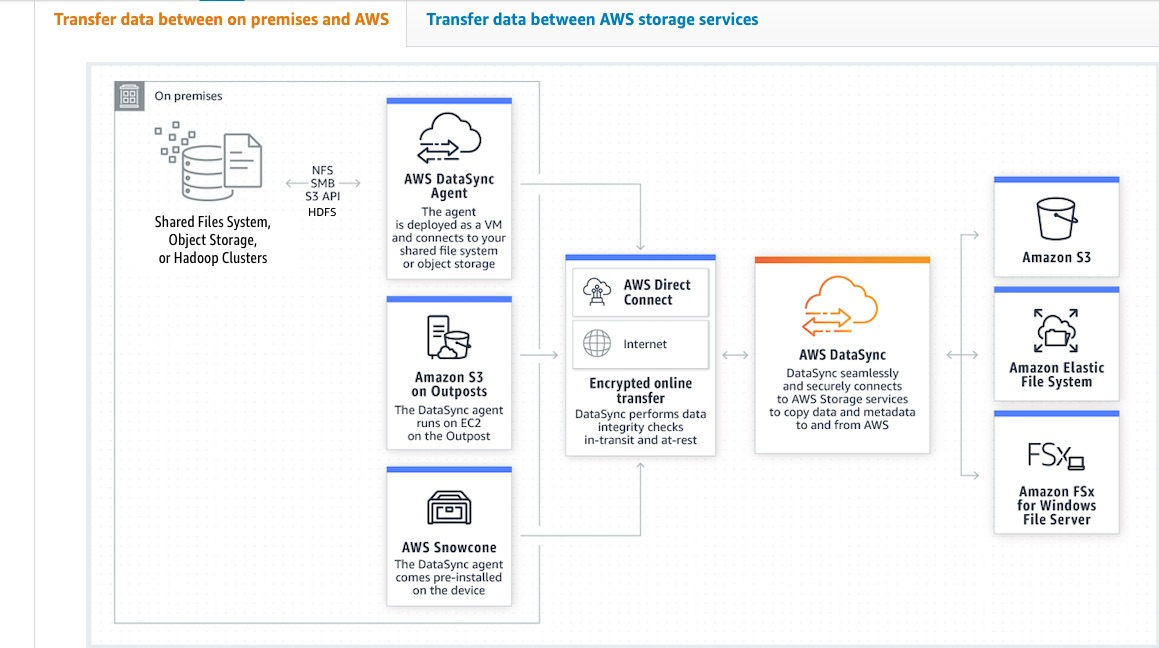 Transfer data between on premises and AWS
Transfer data between AWS storage services
On premises
Shared Files System,
Object Storage,
or Hadoop Clusters
NFS
SMB
S3 API
HDFS
AWS DataSync
Agent
The agent
is deployed as a VM
and connects to your
shared file system
or object storage
Amazon S3
on Outposts
The DataSync agent
runs on EC2
on the Outpost
AWS Snowcone
The DataSync agent
comes pre-installed
on the device
AWS Direct
Connect
Internet
Encrypted online
transfer
DataSync performs data
integrity checks
in-transit and at-rest
AWS DataSync
DataSync seamlessly
and securely connects
to AWS Storage services
to copy data and metadata
to and from AWS
Amazon S3
Amazon Elastic
File System
FSx
Amazon FSx
for Windows
File Server